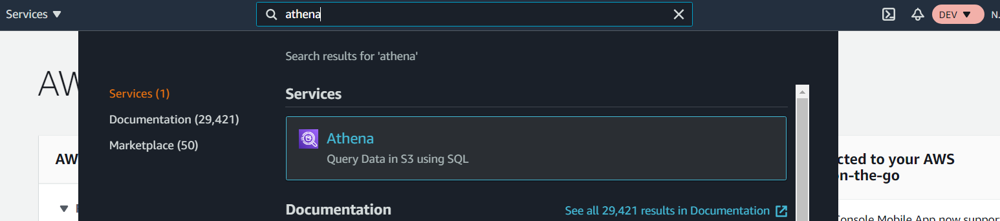 Services
athena
DEV
N.
Search results for 'athena'
AW
Services (1)
Documentation (29,421)
Marketplace (50)
Services
Athena
Query Data in S3 using SQL
Documentation
See all 29,421 results in Documentation
AW
cted to your AWS
on-the-go
Console Mobile App now suppor